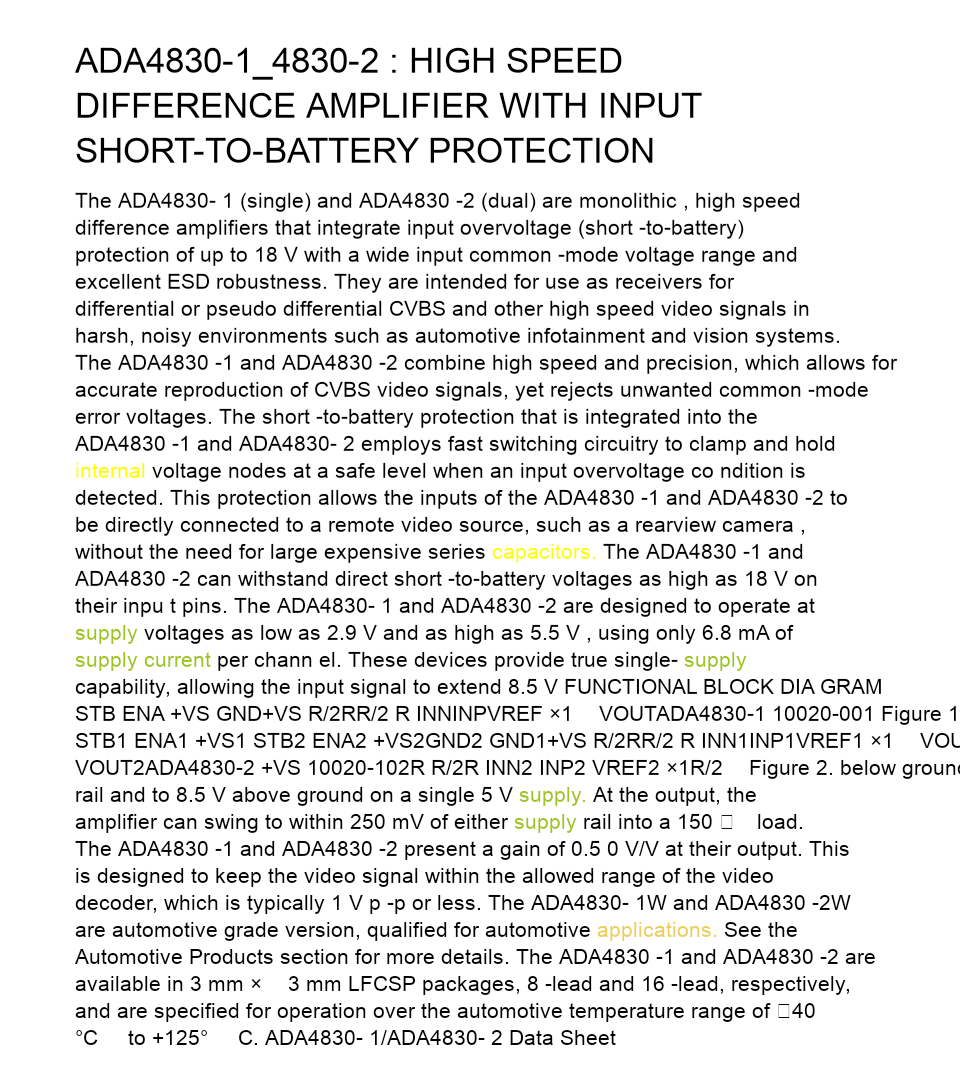 ADA4830-1_4830-2 : HIGH SPEED
DIFFERENCE AMPLIFIER WITH INPUT
SHORT-TO-BATTERY PROTECTION
The ADA4830- 1 (single) and ADA4830 -2 (dual) are monolithic , high speed
difference amplifiers that integrate input overvoltage (short -to-battery)
protection of up to 18 V with a wide input common -mode voltage range and
excellent ESD robustness. They are intended for use as receivers for
differential or pseudo differential CVBS and other high speed video signals in
harsh, noisy environments such as automotive infotainment and vision systems.
The ADA4830 -1 and ADA4830 -2 combine high speed and precision, which allows for
accurate reproduction of CVBS video signals, yet rejects unwanted common -mode
error voltages. The short -to-battery protection that is integrated into the
ADA4830 -1 and ADA4830- 2 employs fast switching circuitry to clamp and hold
internal voltage nodes at a safe level when an input overvoltage co ndition is
detected. This protection allows the inputs of the ADA4830 -1 and ADA4830 -2 to
be directly connected to a remote video source, such as a rearview camera ,
without the need for large expensive series capacitors. The ADA4830 -1 and
ADA4830 -2 can withstand direct short -to-battery voltages as high as 18 V on
their inpu t pins. The ADA4830- 1 and ADA4830 -2 are designed to operate at
supply voltages as low as 2.9 V and as high as 5.5 V , using only 6.8 mA of
supply current per chann el. These devices provide true single- supply
capability, allowing the input signal to extend 8.5 V FUNCTIONAL BLOCK DIA GRAM
STB ENA +VS GND+VS R/2RR/2 R INNINPVREF ×1 VOUTADA4830-1 10020-001 Figure 1
STB1 ENA1 +VS1 STB2 ENA2 +VS2GND2 GND1+VS R/2RR/2 R INN1INP1VREF1 ×1 VOU
VOUT2ADA4830-2 +VS 10020-102R R/2R INN2 INP2 VREF2 ×1R/2 Figure 2. below ground
rail and to 8.5 V above ground on a single 5 V supply. At the output, the
amplifier can swing to within 250 mV of either supply rail into a 150 □ load.
The ADA4830 -1 and ADA4830 -2 present a gain of 0.5 0 V/V at their output. This
is designed to keep the video signal within the allowed range of the video
decoder, which is typically 1 V p -p or less. The ADA4830- 1W and ADA4830 -2W
are automotive grade version, qualified for automotive applications. See the
Automotive Products section for more details. The ADA4830 -1 and ADA4830 -2 are
available in 3 mm × 3 mm LFCSP packages, 8 -lead and 16 -lead, respectively,
and are specified for operation over the automotive temperature range of □40
°C to +125° C. ADA4830- 1/ADA4830- 2 Data Sheet